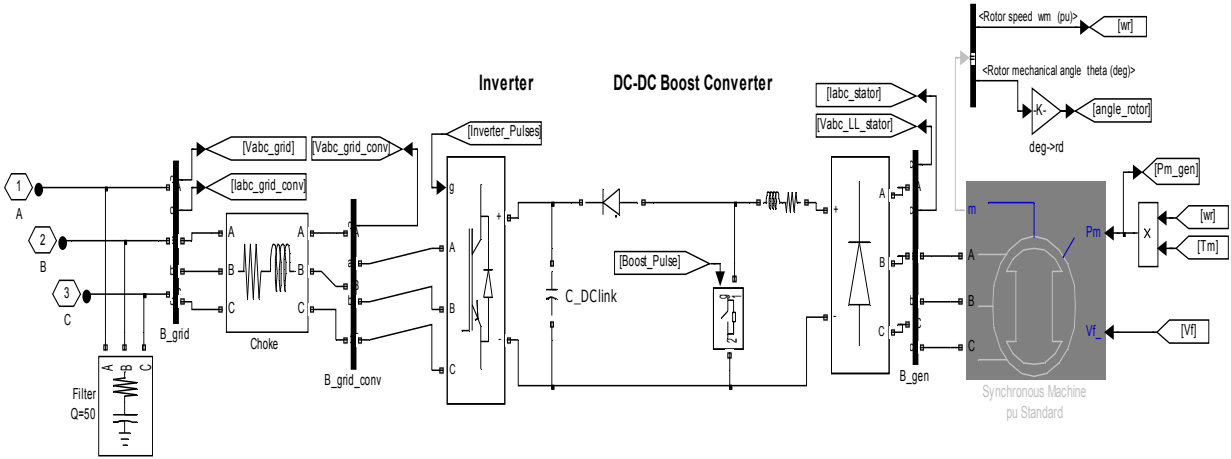 <Rotor speed wm (pu)>
[wr]
<Rotor mechanical angle theta (deg)>
-K-
[angle_rotor]
deg->rd
Inverter
DC-DC Boost Converter
[Iabc_stator]
[Vabc_LL_stator]
[Inverter_Pulses]
[Vabc_grid]
[Vabc_grid_conv]
[Iabc_grid_conv]
[Pm_gen]
[wr]
[Tm]
X
1
A
2
B
3
C
B_grid
A
B
C
A
B
C
Choke
A
a
B
b
B_grid_conv
g
A
B
C
+
-
C_DClink
[Boost_Pulse]
g
1
2
+
-
A
B
C
A
b
C
B_gen
m
A
B
C
Pm
Vf_
[Vf]
Synchronous Machine
pu Standard
A
B
C
Filter
Q=50